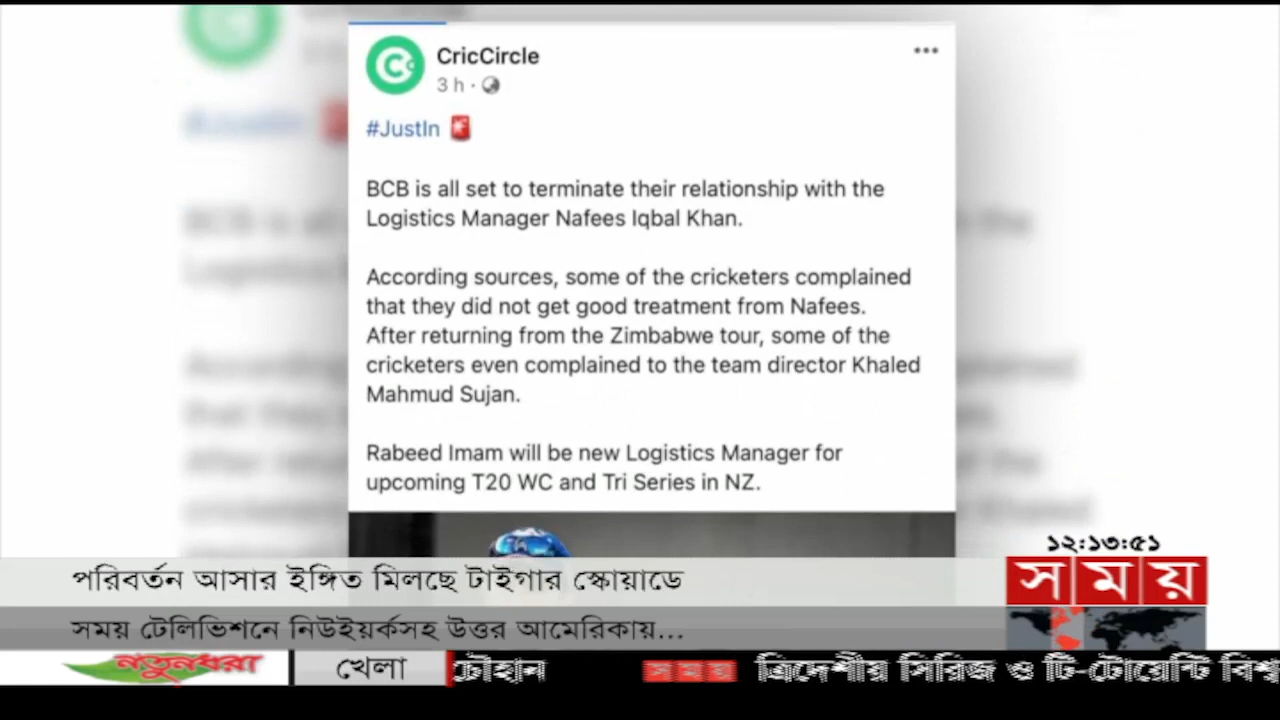 CricCircle
3 h
#JustIn
BCB is all set to terminate their relationship with the
Logistics Manager Nafees Iqbal Khan.
According sources, some of the cricketers complained
that they did not get good treatment from Nafees.
After returning from the Zimbabwe tour, some of the
cricketers even complained to the team director Khaled
Mahmud Sujan.
Rabeed Imam will be new Logistics Manager for
upcoming T20 WC and Tri Series in NZ.
১২:১৩:৫১
পরিবর্তন আসার ইঙ্গিত মিলছে টাইগার স্কোয়াডে
সময়
সময় টেলিভিশনে নিউইয়র্কসহ উত্তর আমেরিকায়...
নতুনধরা খেলা চৌহান সময় ত্রিদেশীয় সিরিজ ও টি-টোয়েন্টি বিশ্ব